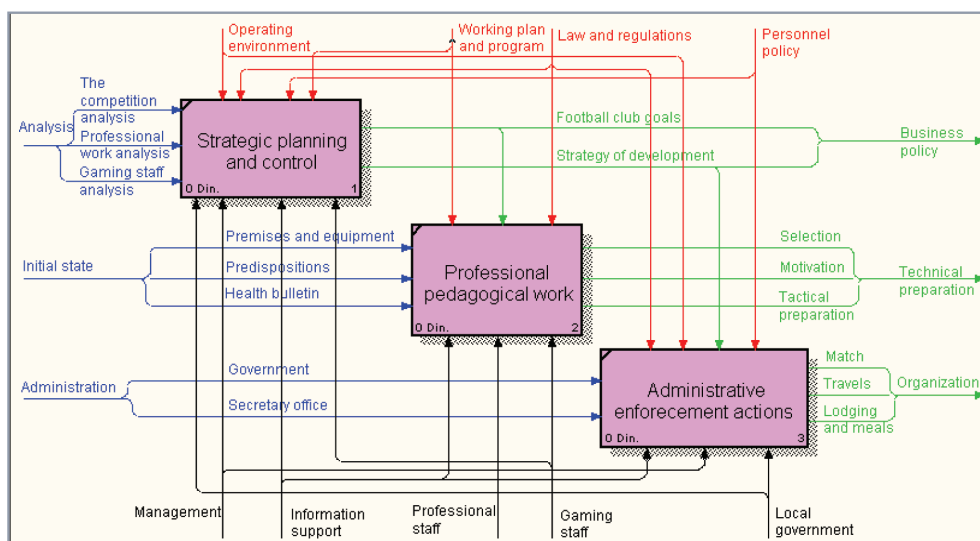 Operating
environment
Working plan
and program
Law and regulations
Personnel
policy
The
competition
analysis
Analysis
Professional
work analysis
Gaming staff
analysis
Strategic planning
and control
0 Din.
1
Football club goals
Strategy of development
Business
policy
Premises and equipment
Initial state
Predispositions
Health bulletin
Professional
pedagogical work
0 Din.
2
Selection
Motivation
Tactical
preparation
Technical
preparation
Government
Administration
Secretary office
Administrative
enforecement actions
0 Din.
3
Match
Travels
Lodging
and meals
Organization
Management
Information
support
Professional
staff
Gaming
staff
Local
government